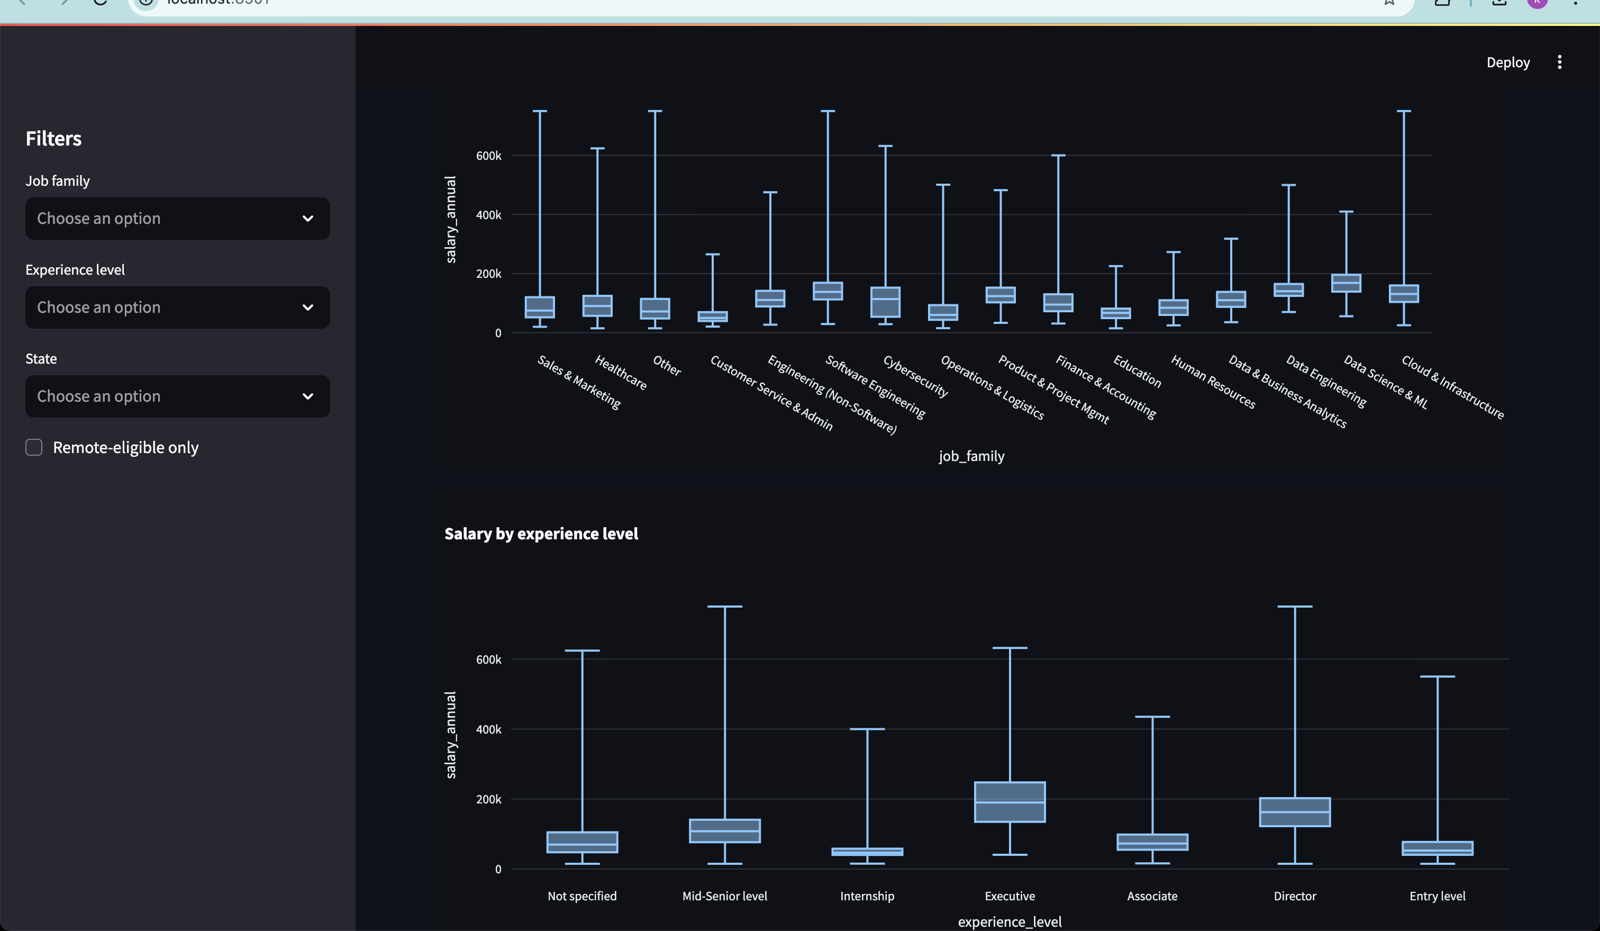 Deploy
Filters
Job family
Choose an option
Experience level
Choose an option
State
Choose an option
Remote-eligible only
600k
400k
200k
0
salary_annual
Sales & Marketing
Healthcare
Other
Customer Service & Admin
Engineering (Non-Software)
Software Engineering
Cybersecurity
Operations & Logistics
Product & Project Mgmt
Finance & Accounting
Education
Human Resources
Data & Business Analytics
Data Engineering
Data Science & ML
Cloud & Infrastructure
job_family
Salary by experience level
600k
400k
200k
0
salary_annual
Not specified
Mid-Senior level
Internship
Executive
Associate
Director
Entry level
experience_level